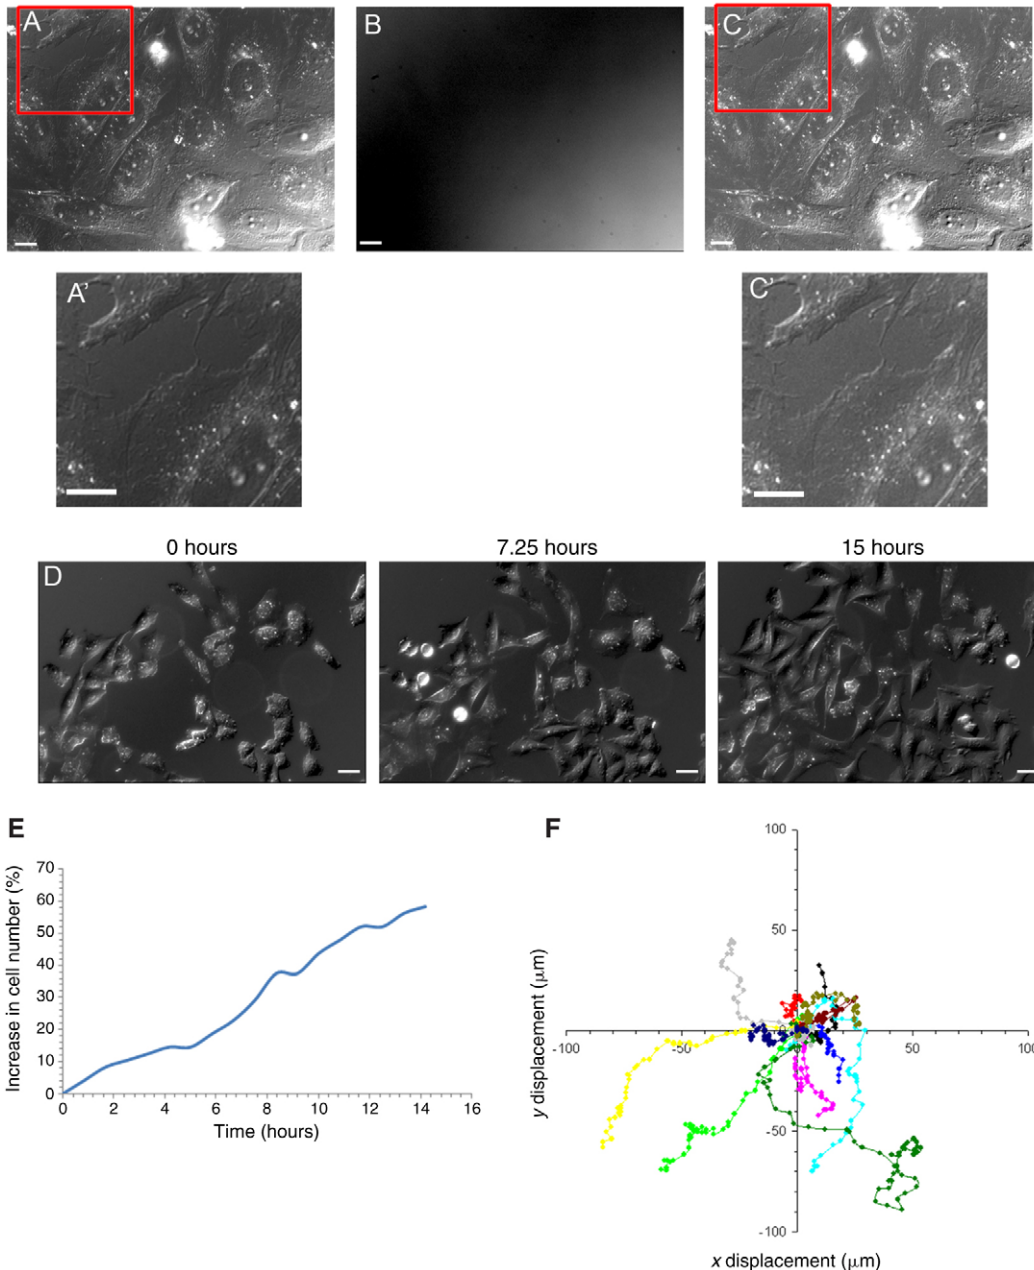 A
B
C
A’
C’
0 hours
7.25 hours
15 hours
D
E
70
60
50
40
30
20
10
0
0 2 4 6 8 10 12 14 16
Increase in cell number (%)
Time (hours)
F
100
50
-100 -50 50 100
-50
-100
y displacement (μm)
x displacement (μm)